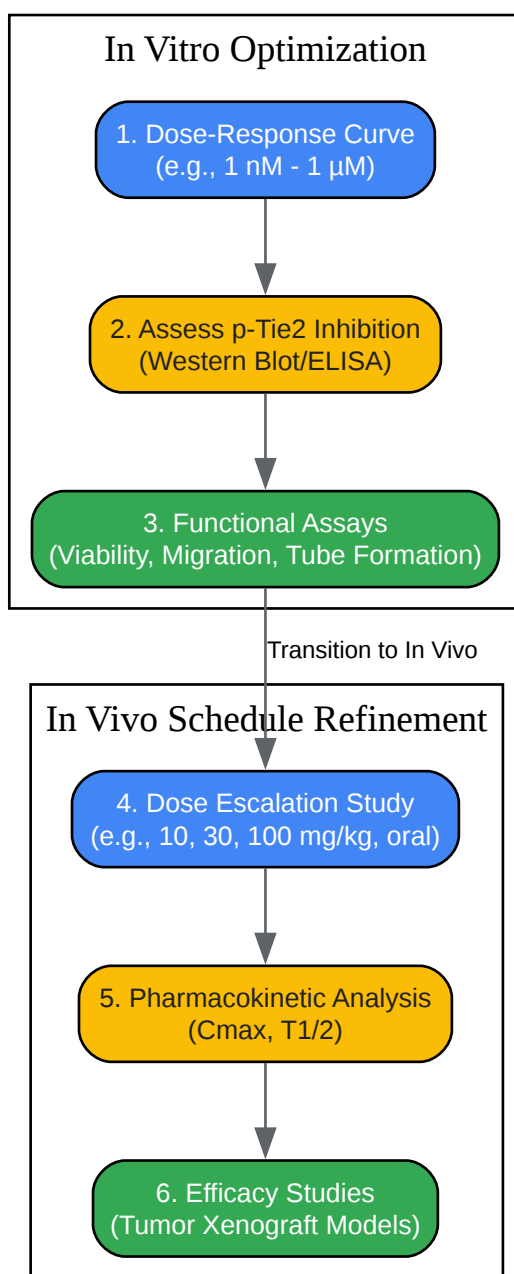 In Vitro Optimization
1. Dose-Response Curve
(e.g., 1 nM - 1 µM)
2. Assess p-Tie2 Inhibition
(Western Blot/ELISA)
3. Functional Assays
(Viability, Migration, Tube Formation)
Transition to In Vivo
In Vivo Schedule Refinement
4. Dose Escalation Study
(e.g., 10, 30, 100 mg/kg, oral)
5. Pharmacokinetic Analysis
(Cmax, T1/2)
6. Efficacy Studies
(Tumor Xenograft Models)